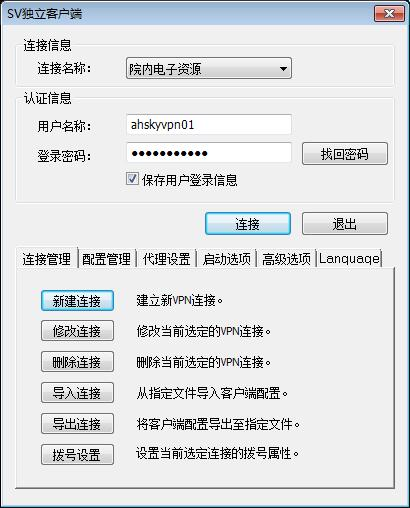 SV独立客户端
连接信息
连接名称： 院内电子资源
认证信息
用户名称： ahskyvpn01
登录密码： ●●●●●●●●●●● 找回密码
保存用户登录信息
连接 退出
连接管理 配置管理 代理设置 启动选项 高级选项 Language
新建连接 建立新VPN连接。
修改连接 修改当前选定的VPN连接。
删除连接 删除当前选定的VPN连接。
导入连接 从指定文件导入客户端配置。
导出连接 将客户端配置导出至指定文件。
拨号设置 设置当前选定连接的拨号属性。